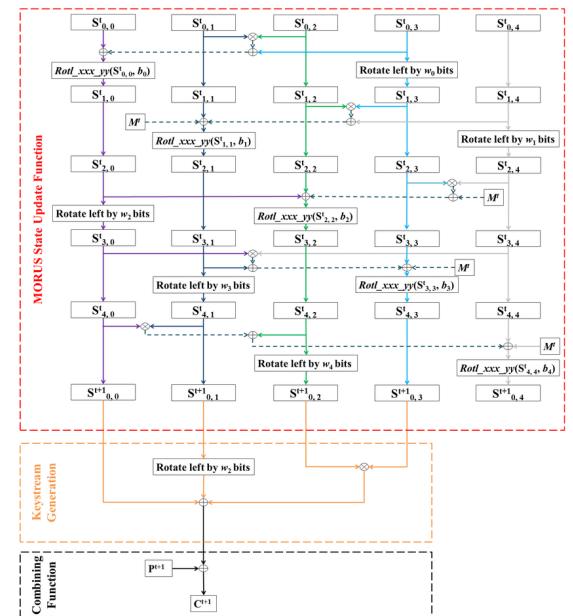 S^t_{0, 0} S^t_{0, 1} S^t_{0, 2} S^t_{0, 3} S^t_{0, 4}
Rotl_xxx_yy(S^t_{0, 0}, b_0) Rotate left by w_0 bits
S^t_{1, 0} S^t_{1, 1} S^t_{1, 2} S^t_{1, 3} S^t_{1, 4}
M^t
Rotl_xxx_yy(S^t_{1, 1}, b_1) Rotate left by w_1 bits
S^t_{2, 0} S^t_{2, 1} S^t_{2, 2} S^t_{2, 3} S^t_{2, 4}
M^t
Rotate left by w_2 bits Rotl_xxx_yy(S^t_{2, 2}, b_2)
S^t_{3, 0} S^t_{3, 1} S^t_{3, 2} S^t_{3, 3} S^t_{3, 4}
M^t
Rotate left by w_3 bits Rotl_xxx_yy(S^t_{3, 3}, b_3)
S^t_{4, 0} S^t_{4, 1} S^t_{4, 2} S^t_{4, 3} S^t_{4, 4}
M^t
Rotate left by w_4 bits Rotl_xxx_yy(S^t_{4, 4}, b_4)
S^{t+1}_{0, 0} S^{t+1}_{0, 1} S^{t+1}_{0, 2} S^{t+1}_{0, 3} S^{t+1}_{0, 4}
MORUS State Update Function
Rotate left by w_2 bits
Keystream
Generation
P^{t+1}
C^{t+1}
Combining
Function